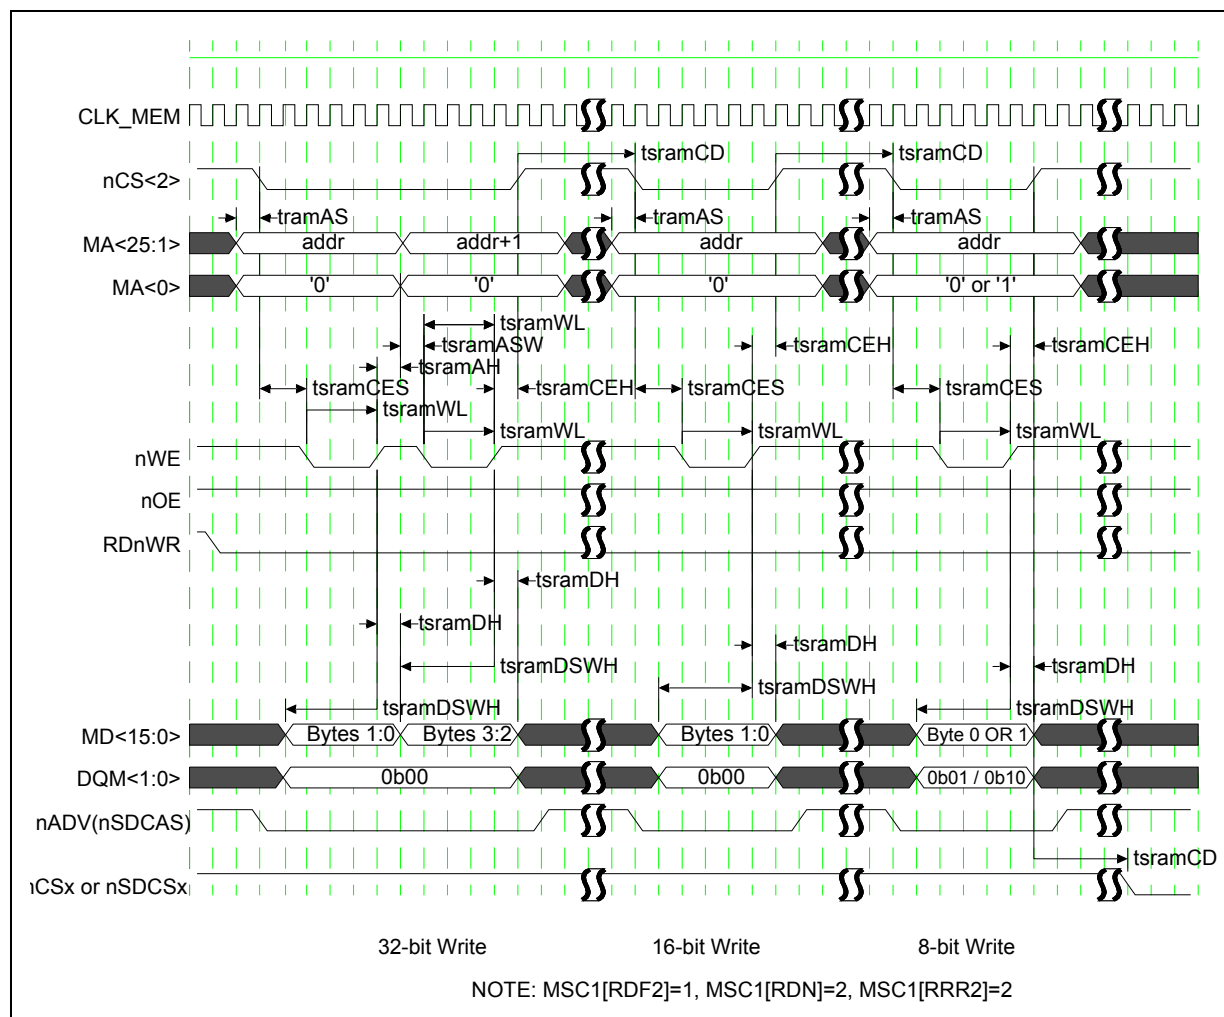 CLK_MEM
tsramCD tsramCD
nCS<2>
tramAS tramAS tramAS
MA<25:1> addr addr+1 addr addr
MA<0> '0' '0' '0' '0' or '1'
tsramWL
tsramASW tsramCEH tsramCEH
tsramAH
tsramCES tsramCEH tsramCES tsramCES
tsramWL
tsramWL tsramWL tsramWL
nWE
nOE
RDnWR
tsramDH
tsramDH
tsramDH tsramDH
tsramDSWH
tsramDSWH
tsramDSWH tsramDSWH
MD<15:0> Bytes 1:0 Bytes 3:2 Bytes 1:0 Byte 0 OR 1
DQM<1:0> 0b00 0b00 0b01 / 0b10
nADV(nSDCAS)
tsramCD
ıCSx or nSDCSx
32-bit Write 16-bit Write 8-bit Write
NOTE: MSC1[RDF2]=1, MSC1[RDN]=2, MSC1[RRR2]=2